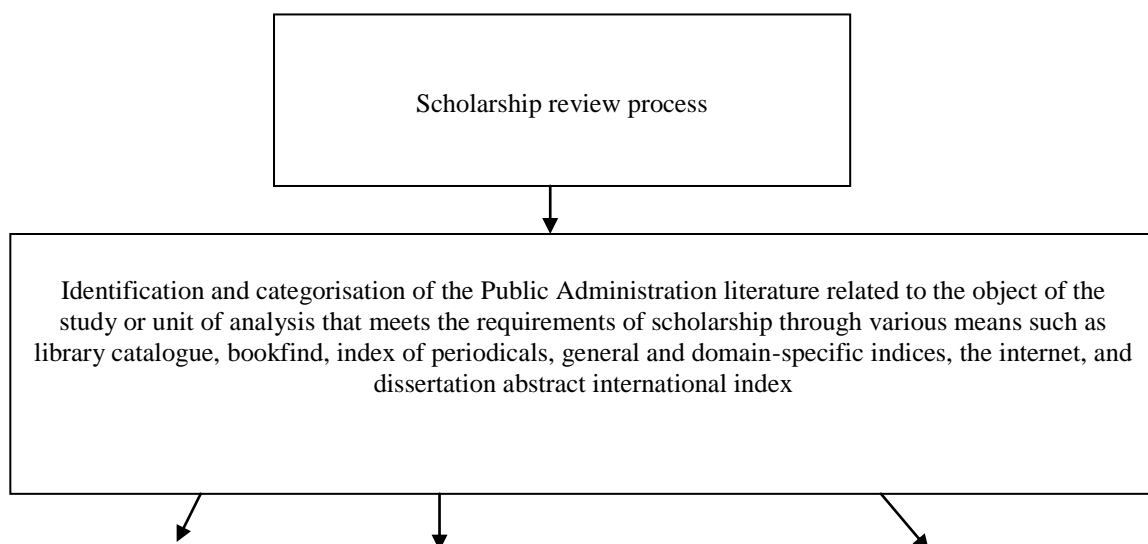 Scholarship review process
Identification and categorisation of the Public Administration literature related to the object of the
study or unit of analysis that meets the requirements of scholarship through various means such as
library catalogue, bookfind, index of periodicals, general and domain-specific indices, the internet, and
dissertation abstract international index